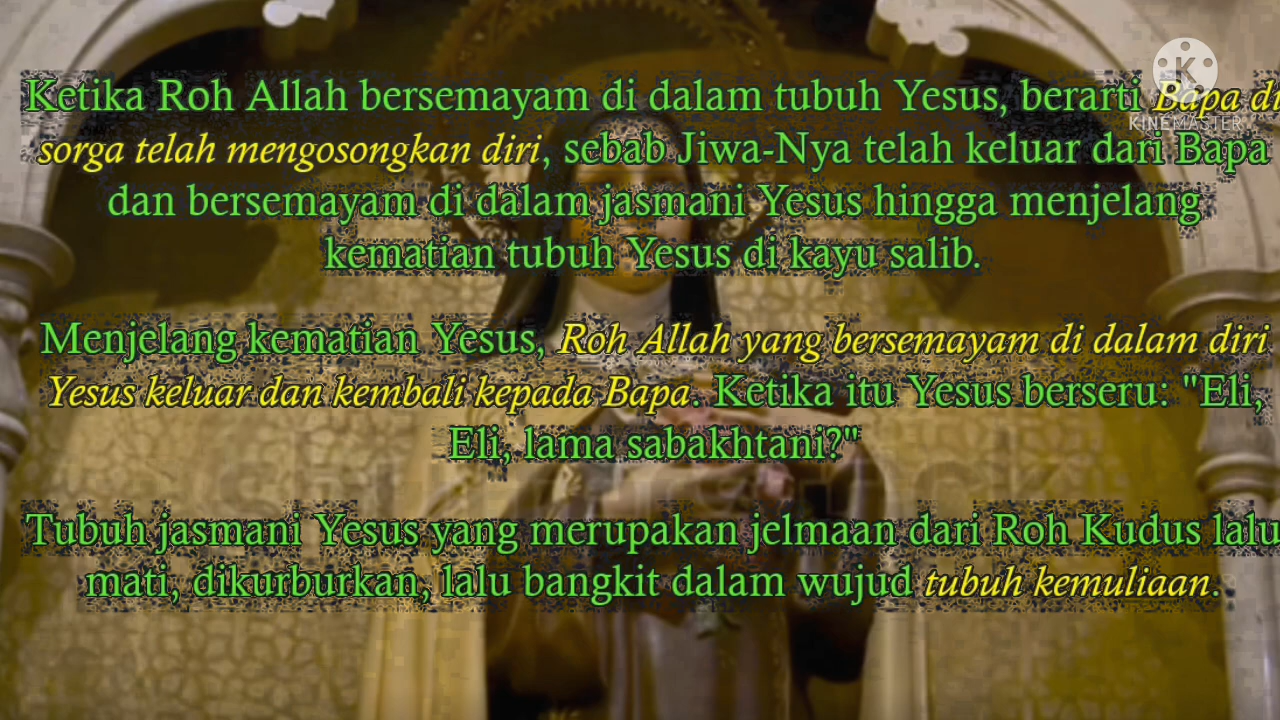 Ketika Roh Allah bersemayam di dalam tubuh Yesus, berarti Bapa di
sorga telah mengosongkan diri, sebab Jiwa-Nya telah keluar dari Bapa
dan bersemayam di dalam jasmani Yesus hingga menjelang
kematian tubuh Yesus di kayu salib.
Menjelang kematian Yesus, Roh Allah yang bersemayam di dalam diri
Yesus keluar dan kembali kepada Bapa. Ketika itu Yesus berseru: "Eli,
Eli, lama sabakhtani?"
Tubuh jasmani Yesus yang merupakan jelmaan dari Roh Kudus lalu
mati, dikurburkan, lalu bangkit dalam wujud tubuh kemuliaan.
K
KINEMASTER